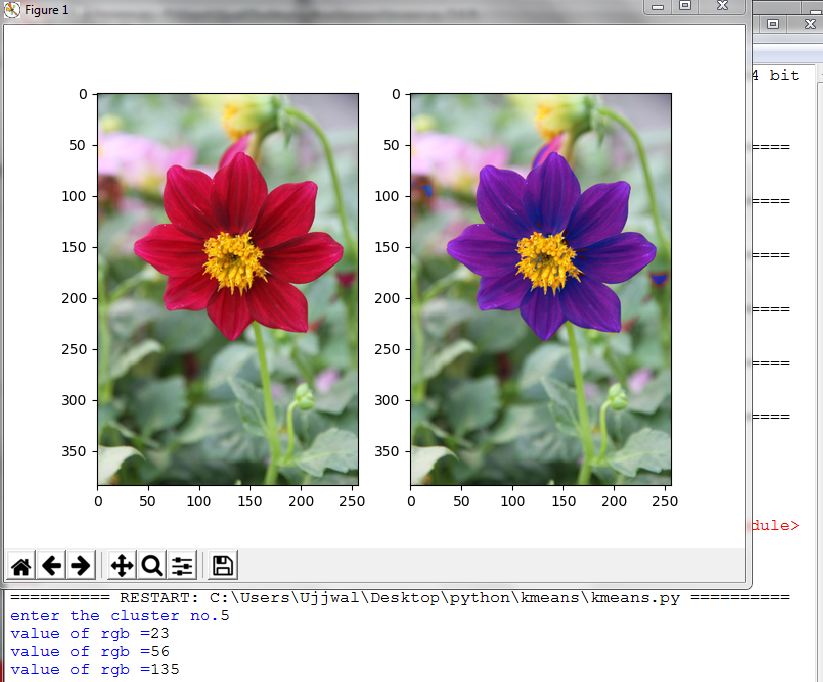 Figure 1
4 bit
====
====
====
====
====
====
0
50
100
150
200
250
300
350
0 50 100 150 200 250
0
50
100
150
200
250
300
350
0 50 100 150 200 250
dule>
========== RESTART: C:\Users\Ujjwal\Desktop\python\kmeans\kmeans.py ==========
enter the cluster no.5
value of rgb =23
value of rgb =56
value of rgb =135